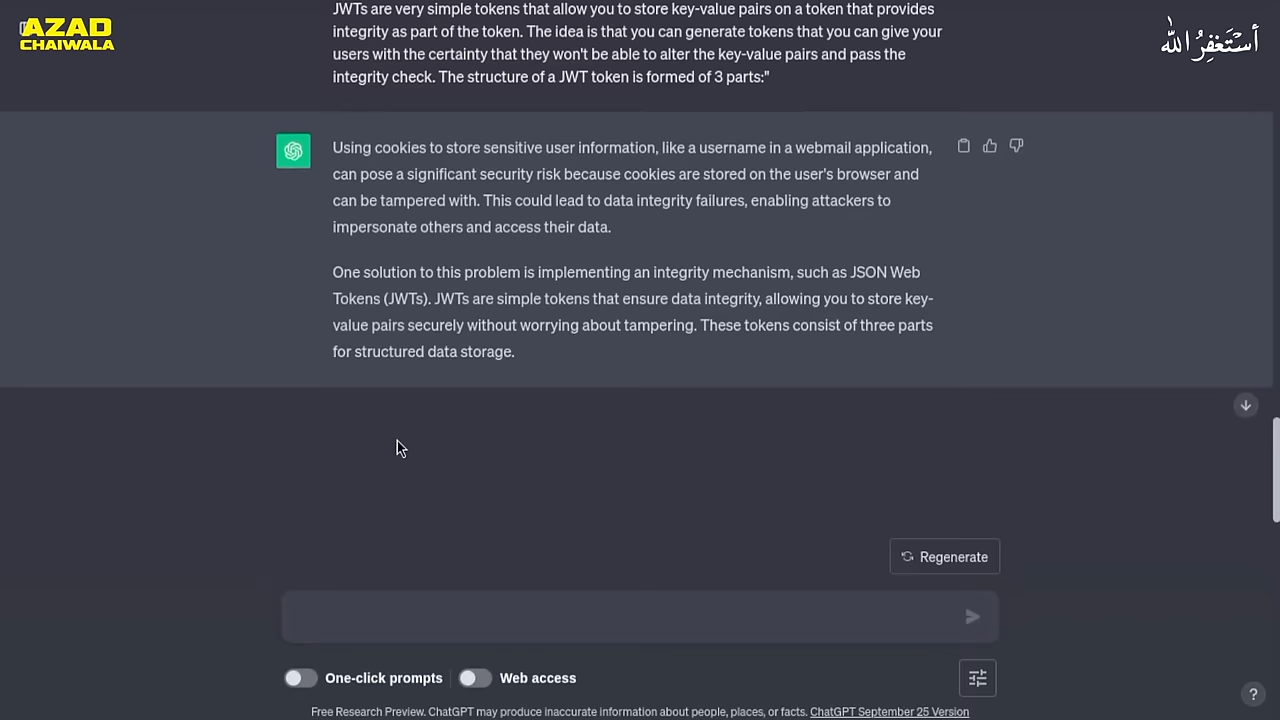 AZAD
CHAIWALA
أستغفر الله
JWTs are very simple tokens that allow you to store key-value pairs on a token that provides
integrity as part of the token. The idea is that you can generate tokens that you can give your
users with the certainty that they won't be able to alter the key-value pairs and pass the
integrity check. The structure of a JWT token is formed of 3 parts:"
Using cookies to store sensitive user information, like a username in a webmail application,
can pose a significant security risk because cookies are stored on the user's browser and
can be tampered with. This could lead to data integrity failures, enabling attackers to
impersonate others and access their data.
One solution to this problem is implementing an integrity mechanism, such as JSON Web
Tokens (JWTs). JWTs are simple tokens that ensure data integrity, allowing you to store key-
value pairs securely without worrying about tampering. These tokens consist of three parts
for structured data storage.
Regenerate
One-click prompts
Web access
Free Research Preview. ChatGPT may produce inaccurate information about people, places, or facts. ChatGPT September 25 Version
?